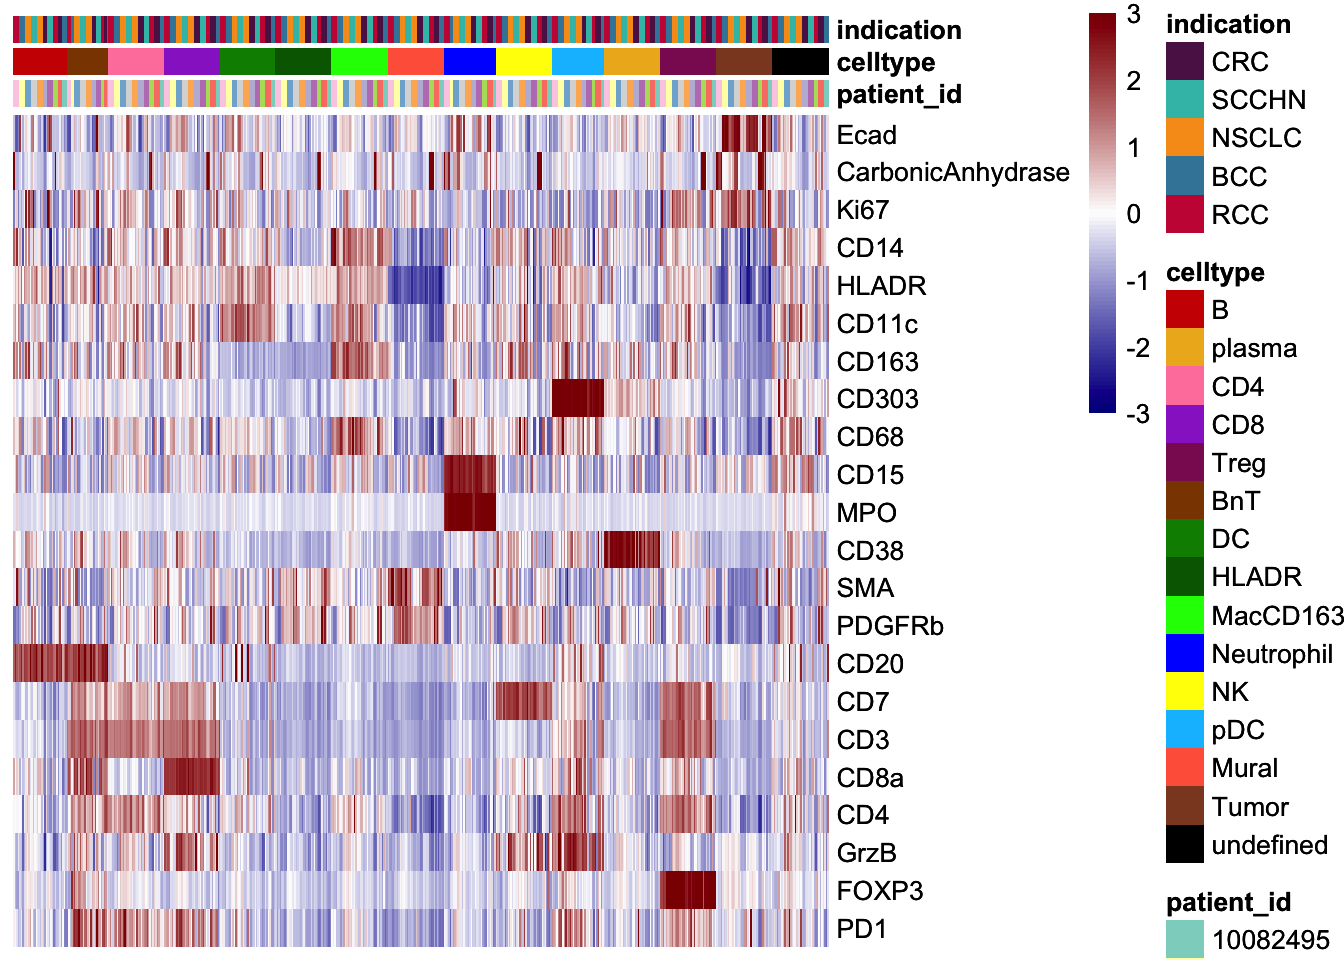 indication
celltype
patient_id
Ecad
CarbonicAnhydrase
Ki67
CD14
HLADR
CD11c
CD163
CD303
CD68
CD15
MPO
CD38
SMA
PDGFRb
CD20
CD7
CD3
CD8a
CD4
GrzB
FOXP3
PD1
3
2
1
0
-1
-2
-3
indication
CRC
SCCHN
NSCLC
BCC
RCC
celltype
B
plasma
CD4
CD8
Treg
BnT
DC
HLADR
MacCD163
Neutrophil
NK
pDC
Mural
Tumor
undefined
patient_id
10082495